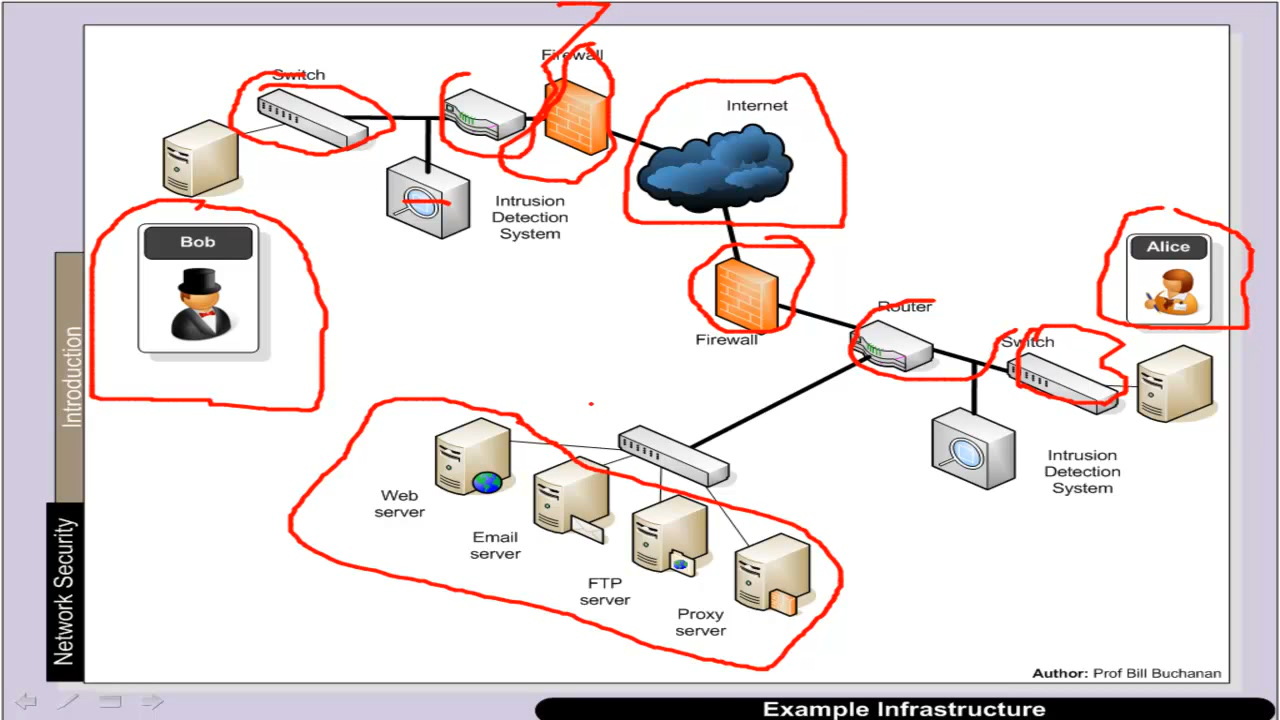 Switch
Firewall
Internet
Intrusion
Detection
System
Bob
Alice
Router
Firewall
Switch
Intrusion
Detection
System
Web
server
Email
server
FTP
server
Proxy
server
Introduction
Network Security
Author: Prof Bill Buchanan
Example Infrastructure